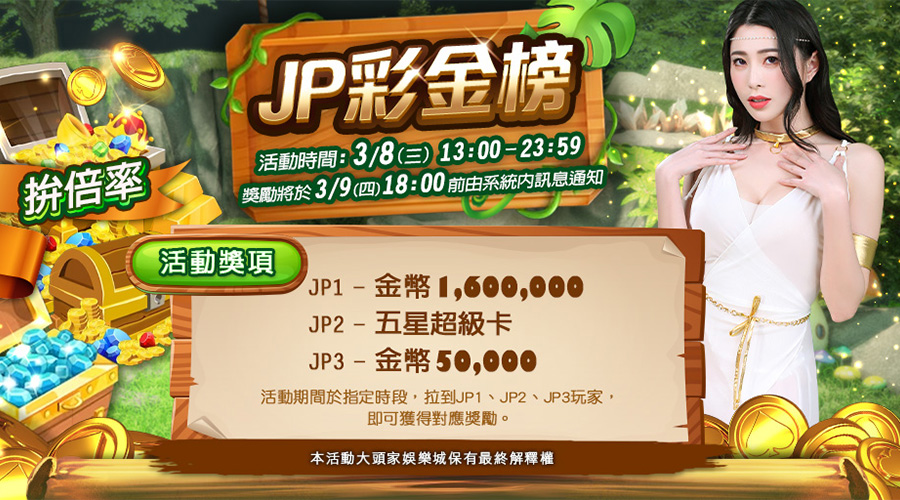 JP彩金榜
活動時間：3/8(三) 13:00-23:59
獎勵將於 3/9(四) 18:00 前由系統內訊息通知
拚倍率
活動獎項
JP1 - 金幣 1,600,000
JP2 - 五星超級卡
JP3 - 金幣 50,000
活動期間於指定時段，拉到JP1、JP2、JP3玩家，
即可獲得對應獎勵。
本活動大頭家娛樂城保有最終解釋權